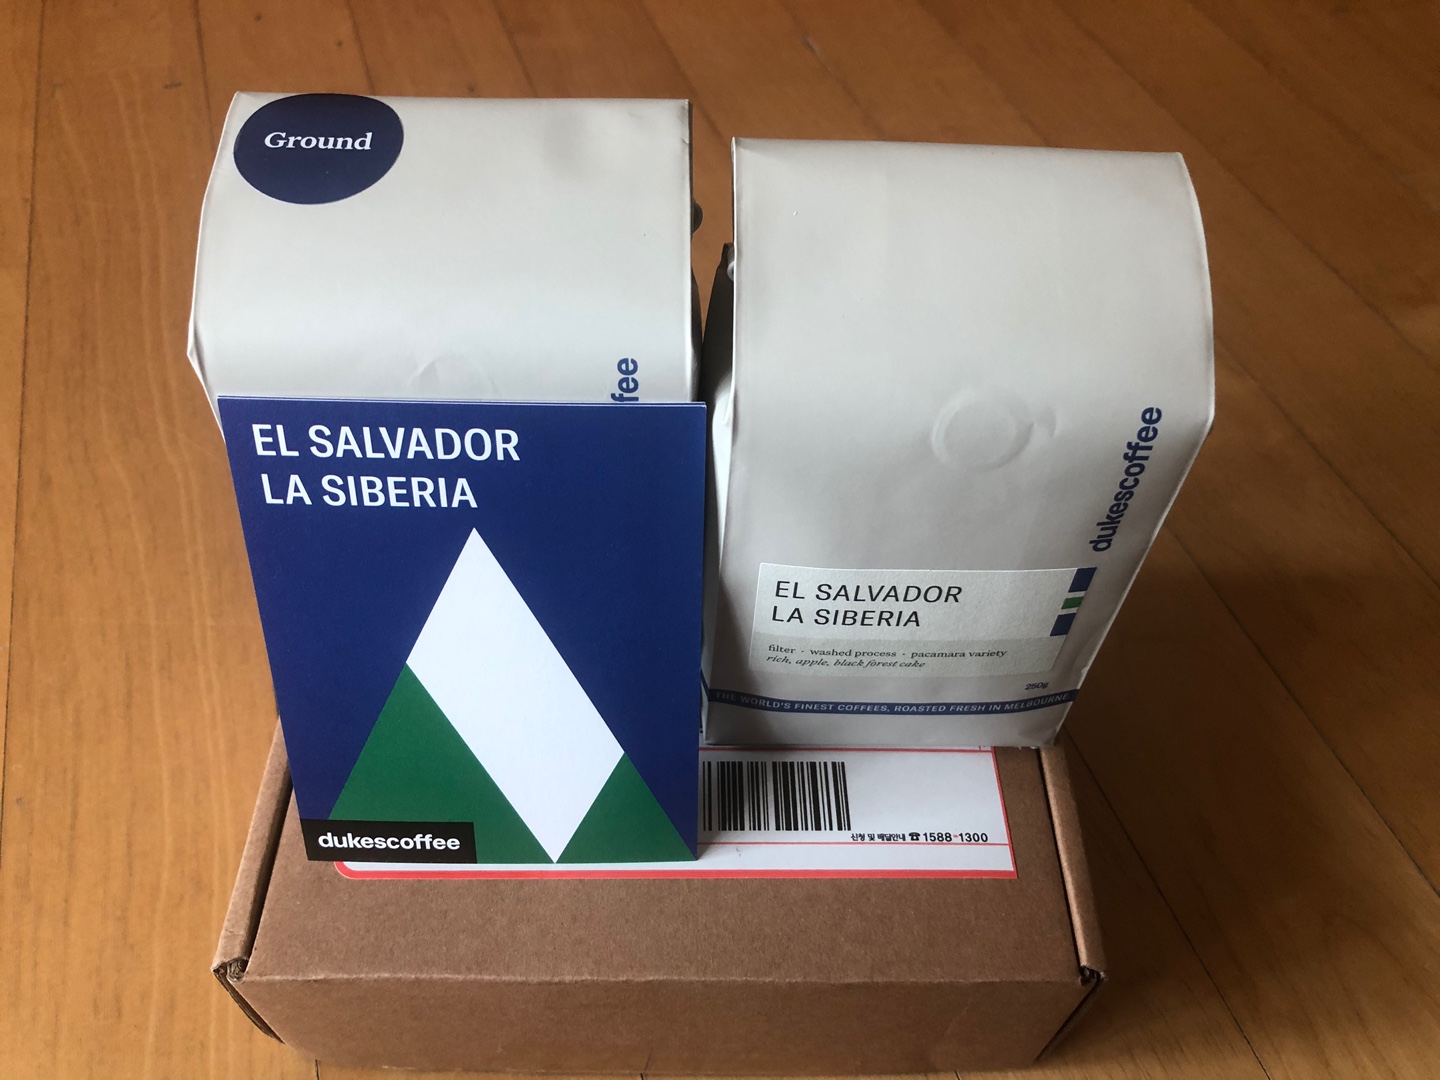 Ground
fee
EL SALVADOR
LA SIBERIA
dukescoffee
dukescoffee
EL SALVADOR
LA SIBERIA
filter · washed process · pacamara variety
rich, apple, black forest cake
250g
THE WORLD'S FINEST COFFEES, ROASTED FRESH IN MELBOURNE
신청 및 배달안내 ☎ 1588-1300